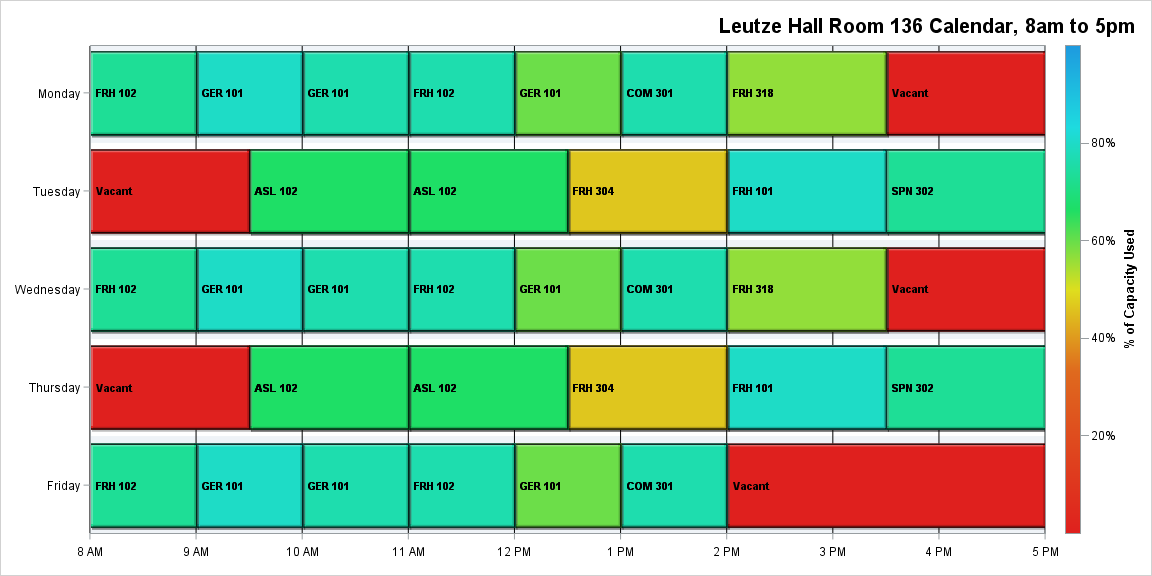 Leutze Hall Room 136 Calendar, 8am to 5pm
Monday FRH 102 GER 101 GER 101 FRH 102 GER 101 COM 301 FRH 318 Vacant
80%
Tuesday Vacant ASL 102 ASL 102 FRH 304 FRH 101 SPN 302
60%
Wednesday FRH 102 GER 101 GER 101 FRH 102 GER 101 COM 301 FRH 318 Vacant
% of Capacity Used
40%
Thursday Vacant ASL 102 ASL 102 FRH 304 FRH 101 SPN 302
20%
Friday FRH 102 GER 101 GER 101 FRH 102 GER 101 COM 301 Vacant
8 AM 9 AM 10 AM 11 AM 12 PM 1 PM 2 PM 3 PM 4 PM 5 PM